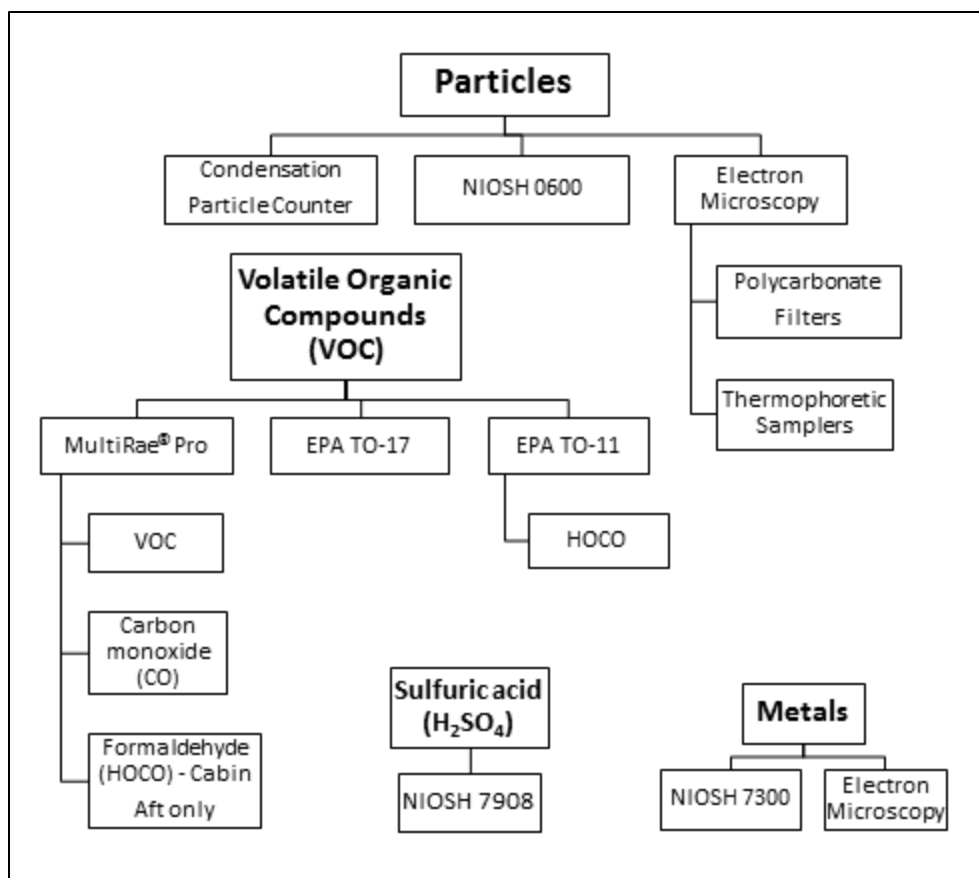 Particles
Condensation
Particle Counter
NIOSH 0600
Electron
Microscopy
Polycarbonate
Filters
Thermophoretic
Samplers
Volatile Organic
Compounds
(VOC)
MultiRae® Pro
EPA TO-17
EPA TO-11
VOC
HOCO
Carbon
monoxide
(CO)
Formaldehyde
(HOCO) - Cabin
Aft only
Sulfuric acid
(H₂SO₄)
NIOSH 7908
Metals
NIOSH 7300
Electron
Microscopy